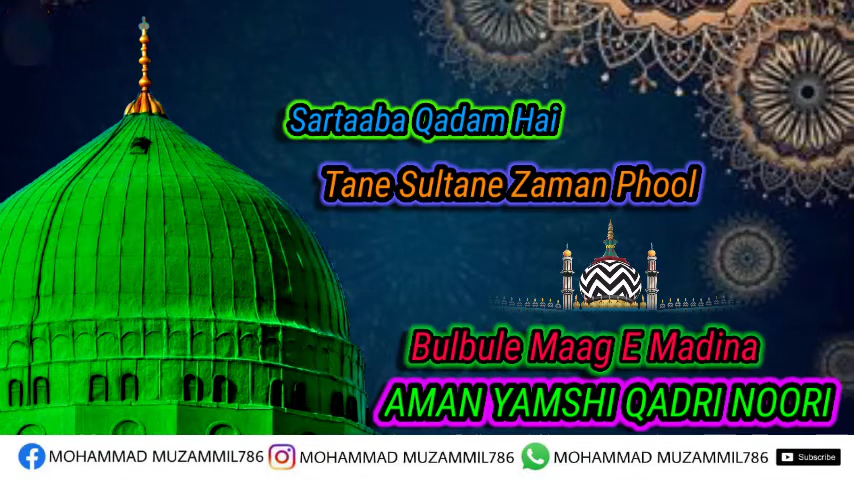 Sartaaba Qadam Hai
Tane Sultane Zaman Phool
Bulbule Maag E Madina
AMAN YAMSHI QADRI NOORI
MOHAMMAD MUZAMMIL786 MOHAMMAD MUZAMMIL786 MOHAMMAD MUZAMMIL786 Subscribe